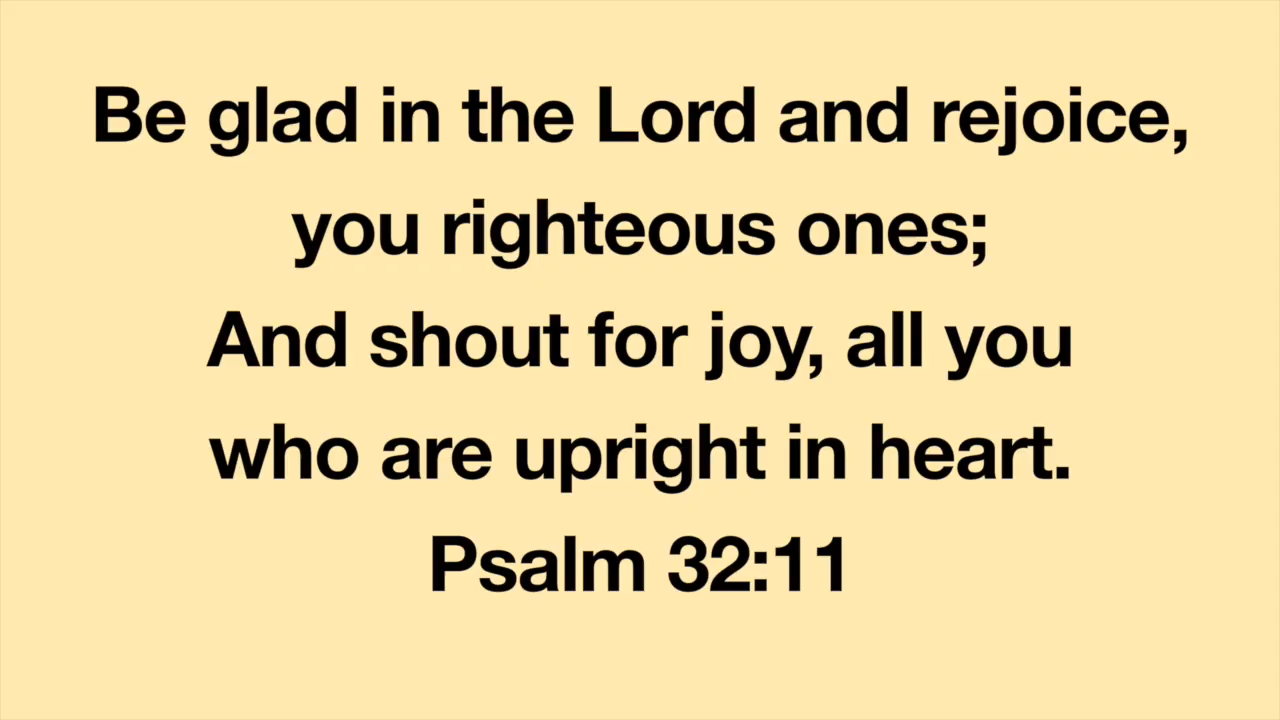 Be glad in the Lord and rejoice,
you righteous ones;
And shout for joy, all you
who are upright in heart.
Psalm 32:11